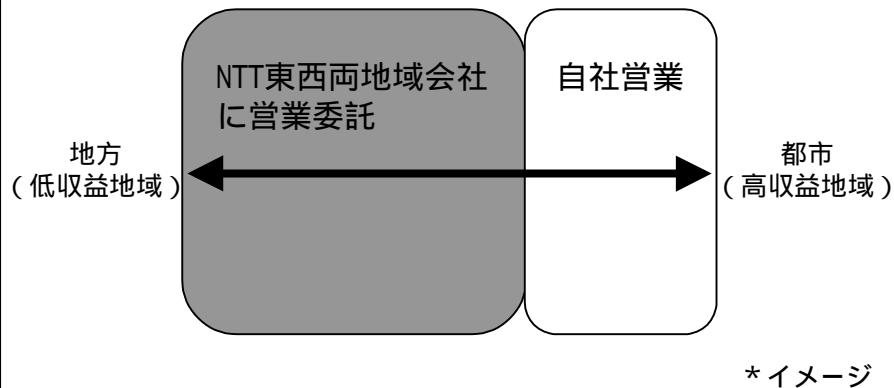 NTT東西両地域会社
に営業委託
自社営業
地方
(低収益地域)
都市
(高収益地域)
*イメージ